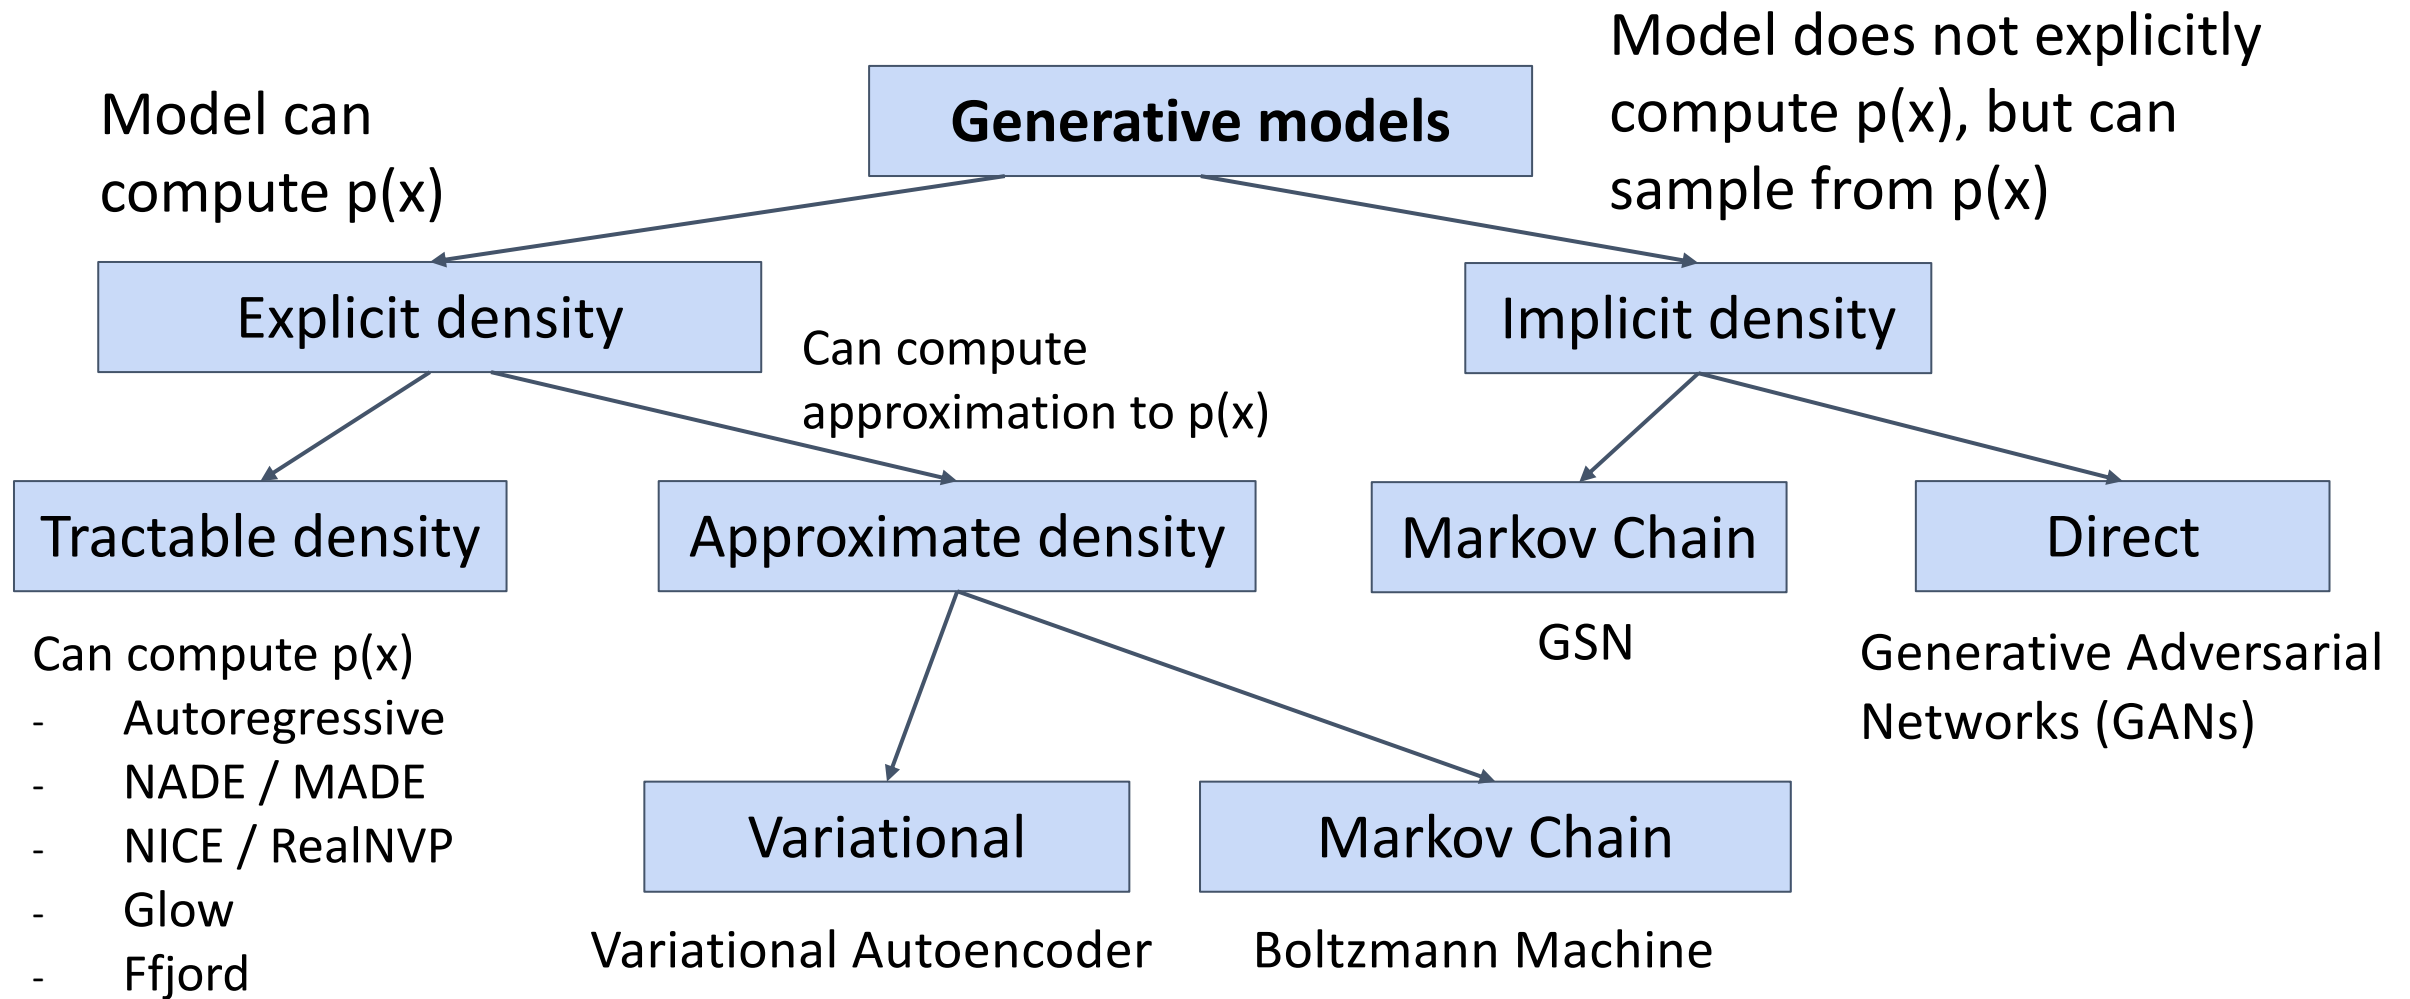 Model can
compute p(x)
Generative models
Model does not explicitly
compute p(x), but can
sample from p(x)
Explicit density
Can compute
approximation to p(x)
Implicit density
Tractable density
Approximate density
Markov Chain
Direct
Can compute p(x)
- Autoregressive
- NADE / MADE
- NICE / RealNVP
- Glow
- Ffjord
GSN
Generative Adversarial
Networks (GANs)
Variational
Markov Chain
Variational Autoencoder
Boltzmann Machine